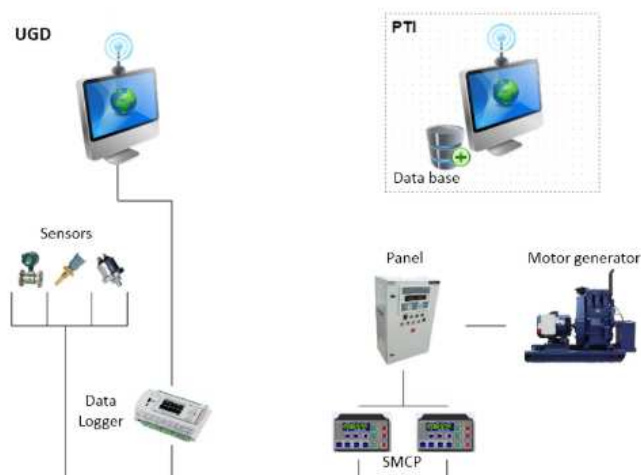 UGD
PTI
Data base
Sensors
Panel
Motor generator
Data
Logger
SMCP